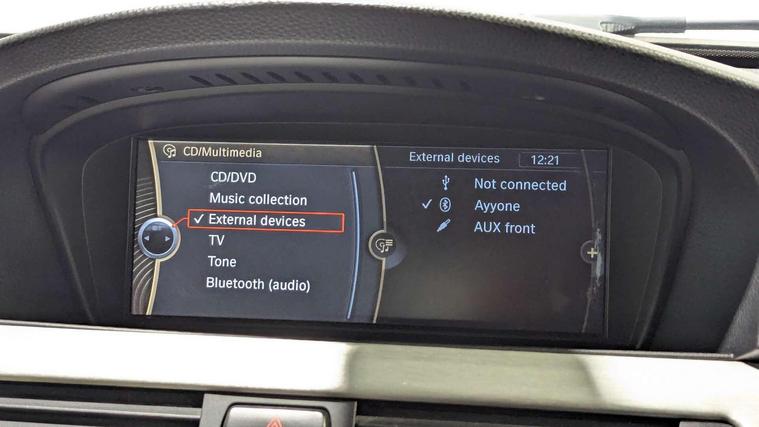 CD/Multimedia
CD/DVD
Music collection
External devices
TV
Tone
Bluetooth (audio)
External devices 12:21
Not connected
Ayyone
AUX front